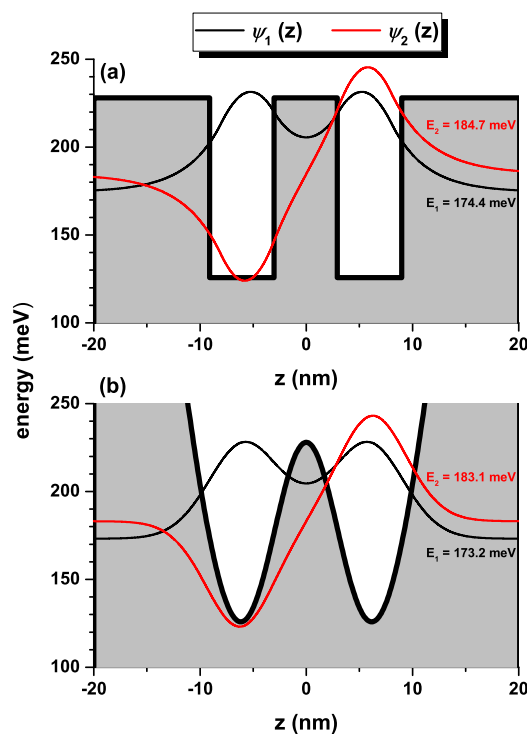 ψ₁ (z) ψ₂ (z)
energy (meV)
(a)
250
200
150
100
E₂ = 184.7 meV
E₁ = 174.4 meV
-20 -10 0 10 20
z (nm)
(b)
250
200
150
100
E₂ = 183.1 meV
E₁ = 173.2 meV
-20 -10 0 10 20
z (nm)